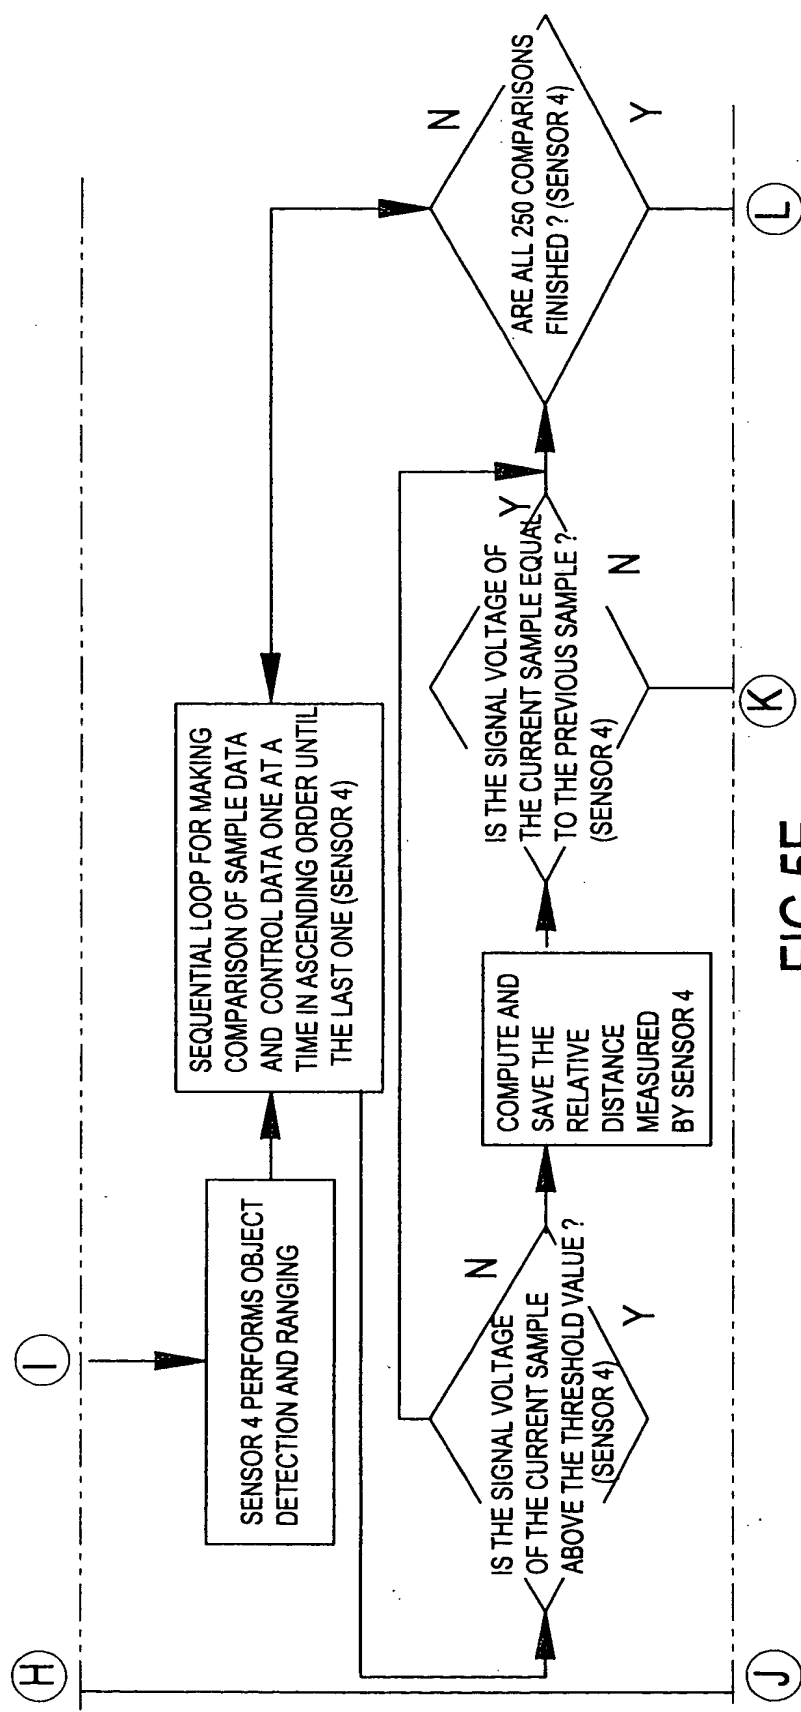 H
I
SENSOR 4 PERFORMS OBJECT
DETECTION AND RANGING
SEQUENTIAL LOOP FOR MAKING
COMPARISON OF SAMPLE DATA
AND CONTROL DATA ONE AT A
TIME IN ASCENDING ORDER UNTIL
THE LAST ONE (SENSOR 4)
IS THE SIGNAL VOLTAGE
OF THE CURRENT SAMPLE
ABOVE THE THRESHOLD VALUE ?
(SENSOR 4)
N
Y
COMPUTE AND
SAVE THE
RELATIVE
DISTANCE
MEASURED
BY SENSOR 4
IS THE SIGNAL VOLTAGE OF
THE CURRENT SAMPLE EQUAL
TO THE PREVIOUS SAMPLE ?
(SENSOR 4)
Y
N
ARE ALL 250 COMPARISONS
FINISHED ? (SENSOR 4)
N
Y
J
K
L